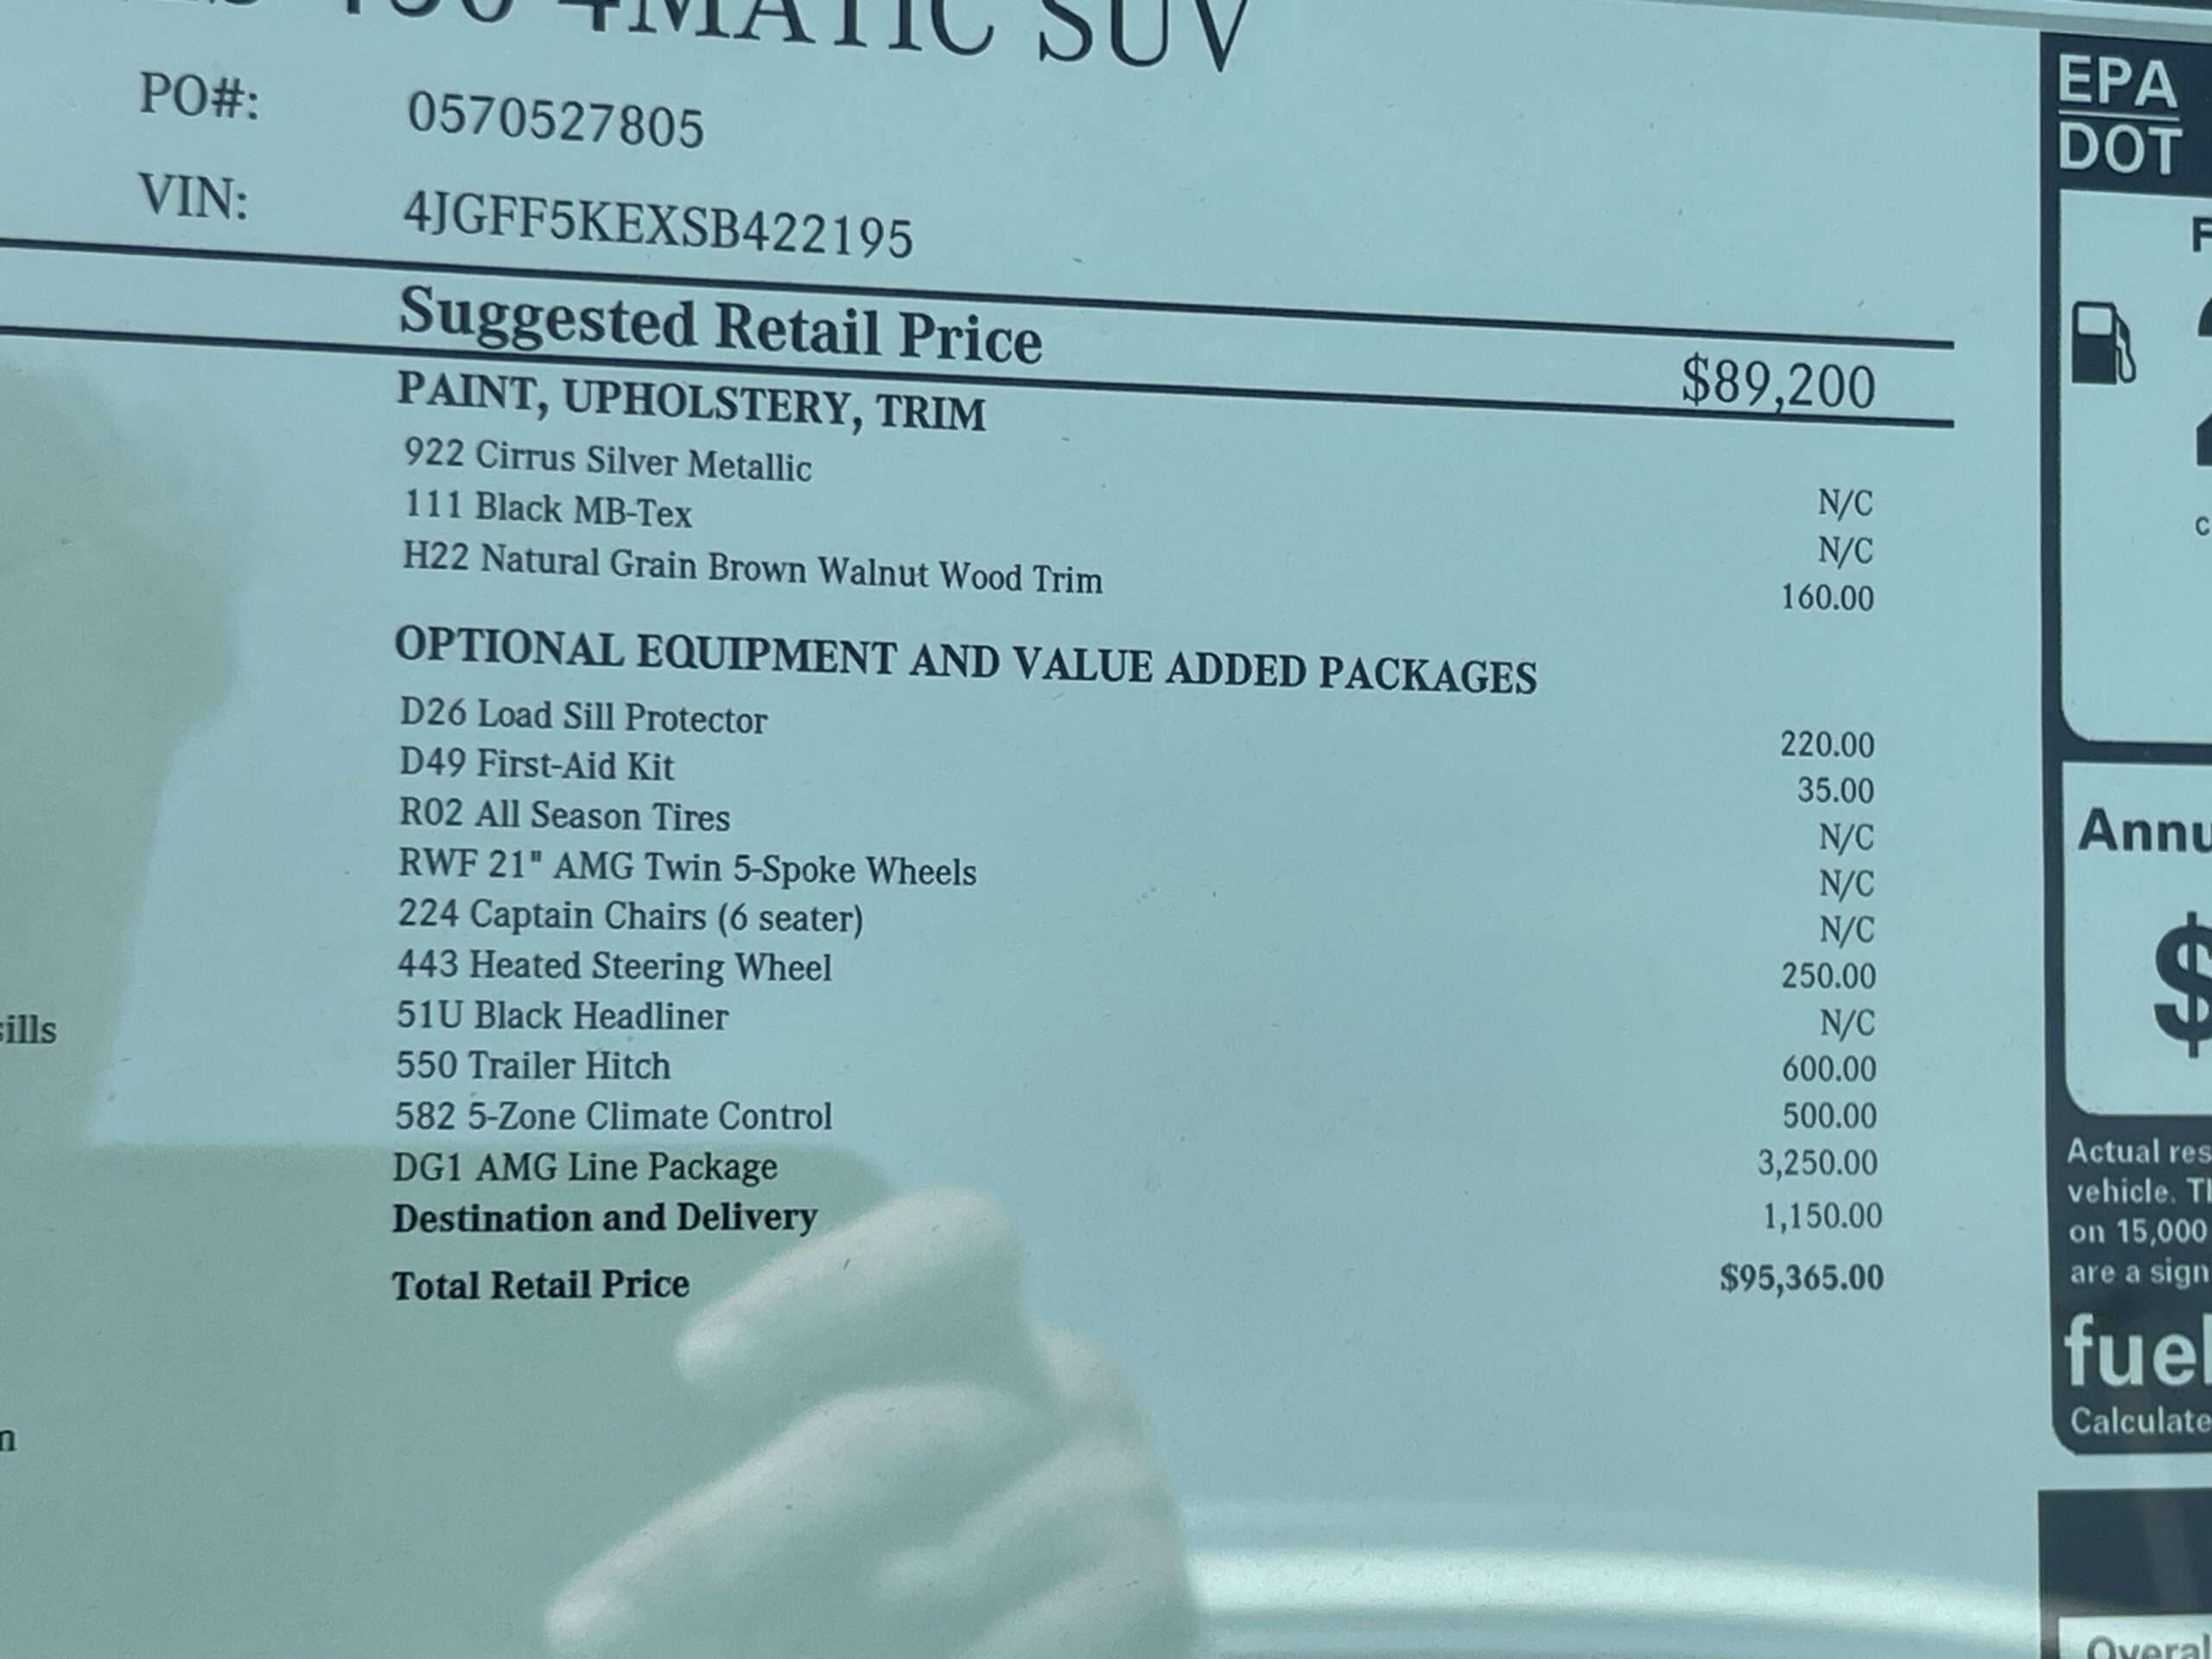 4MATIC SUV
PO#: 0570527805
VIN: 4JGFF5KEXSB422195
Suggested Retail Price $89,200
PAINT, UPHOLSTERY, TRIM
922 Cirrus Silver Metallic N/C
111 Black MB-Tex N/C
H22 Natural Grain Brown Walnut Wood Trim 160.00
OPTIONAL EQUIPMENT AND VALUE ADDED PACKAGES
D26 Load Sill Protector 220.00
D49 First-Aid Kit 35.00
R02 All Season Tires N/C
RWF 21" AMG Twin 5-Spoke Wheels N/C
224 Captain Chairs (6 seater) N/C
443 Heated Steering Wheel 250.00
51U Black Headliner N/C
550 Trailer Hitch 600.00
582 5-Zone Climate Control 500.00
DG1 AMG Line Package 3,250.00
Destination and Delivery 1,150.00
Total Retail Price $95,365.00
EPA
DOT
$
Actual res
vehicle. Th
on 15,000
are a sign
fuel
Calculate